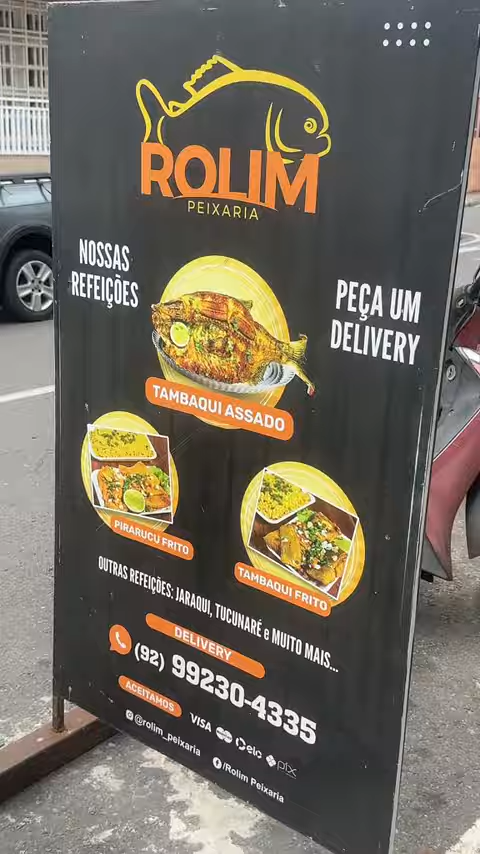 ROLIM
PEIXARIA
NOSSAS
REFEIÇÕES
PEÇA UM
DELIVERY
TAMBAQUI ASSADO
PIRARUCU FRITO
TAMBAQUI FRITO
OUTRAS REFEIÇÕES: JARAQUI, TUCUNARÉ e MUITO MAIS...
DELIVERY
(92) 99230-4335
ACEITAMOS
VISA elo pix
@rolim_peixaria
/Rolim Peixaria